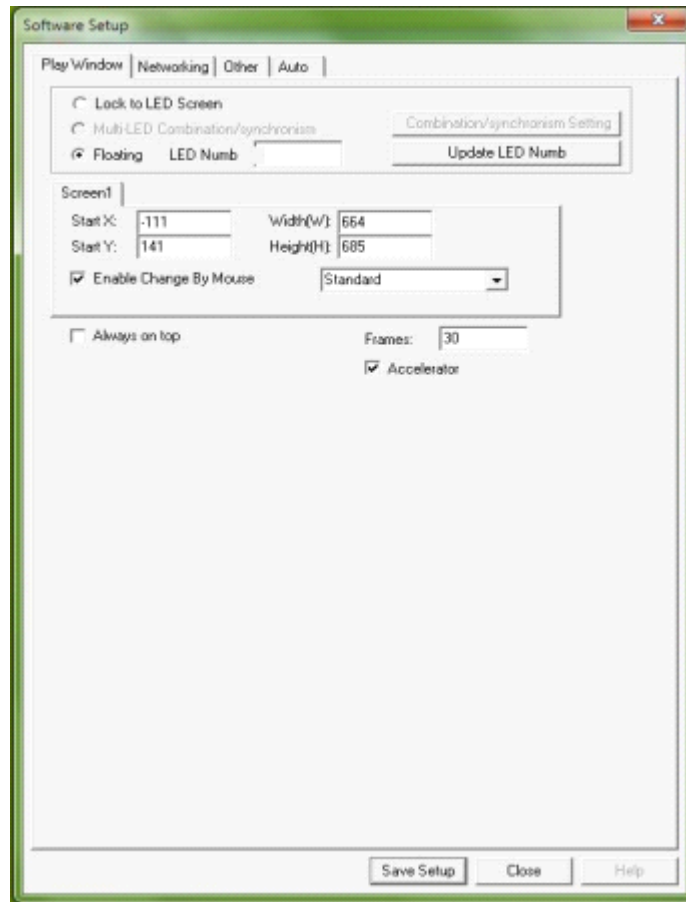 Software Setup
Play Window Networking Other Auto
Lock to LED Screen
Multi-LED Combination/synchronism
Combination/synchronism Setting
Floating LED Numb
Update LED Numb
Screen1
Start X: -111 Width(W): 664
Start Y: 141 Height(H): 685
Enable Change By Mouse Standard
Always on top Frames: 30
Accelerator
Save Setup Close Help